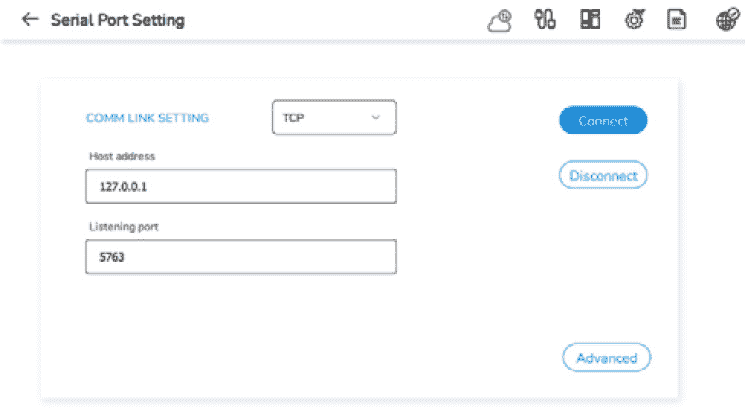 Serial Port Setting
COMM LINK SETTING
TCP
Connect
Host address
127.0.0.1
Disconnect
Listening port
5763
Advanced